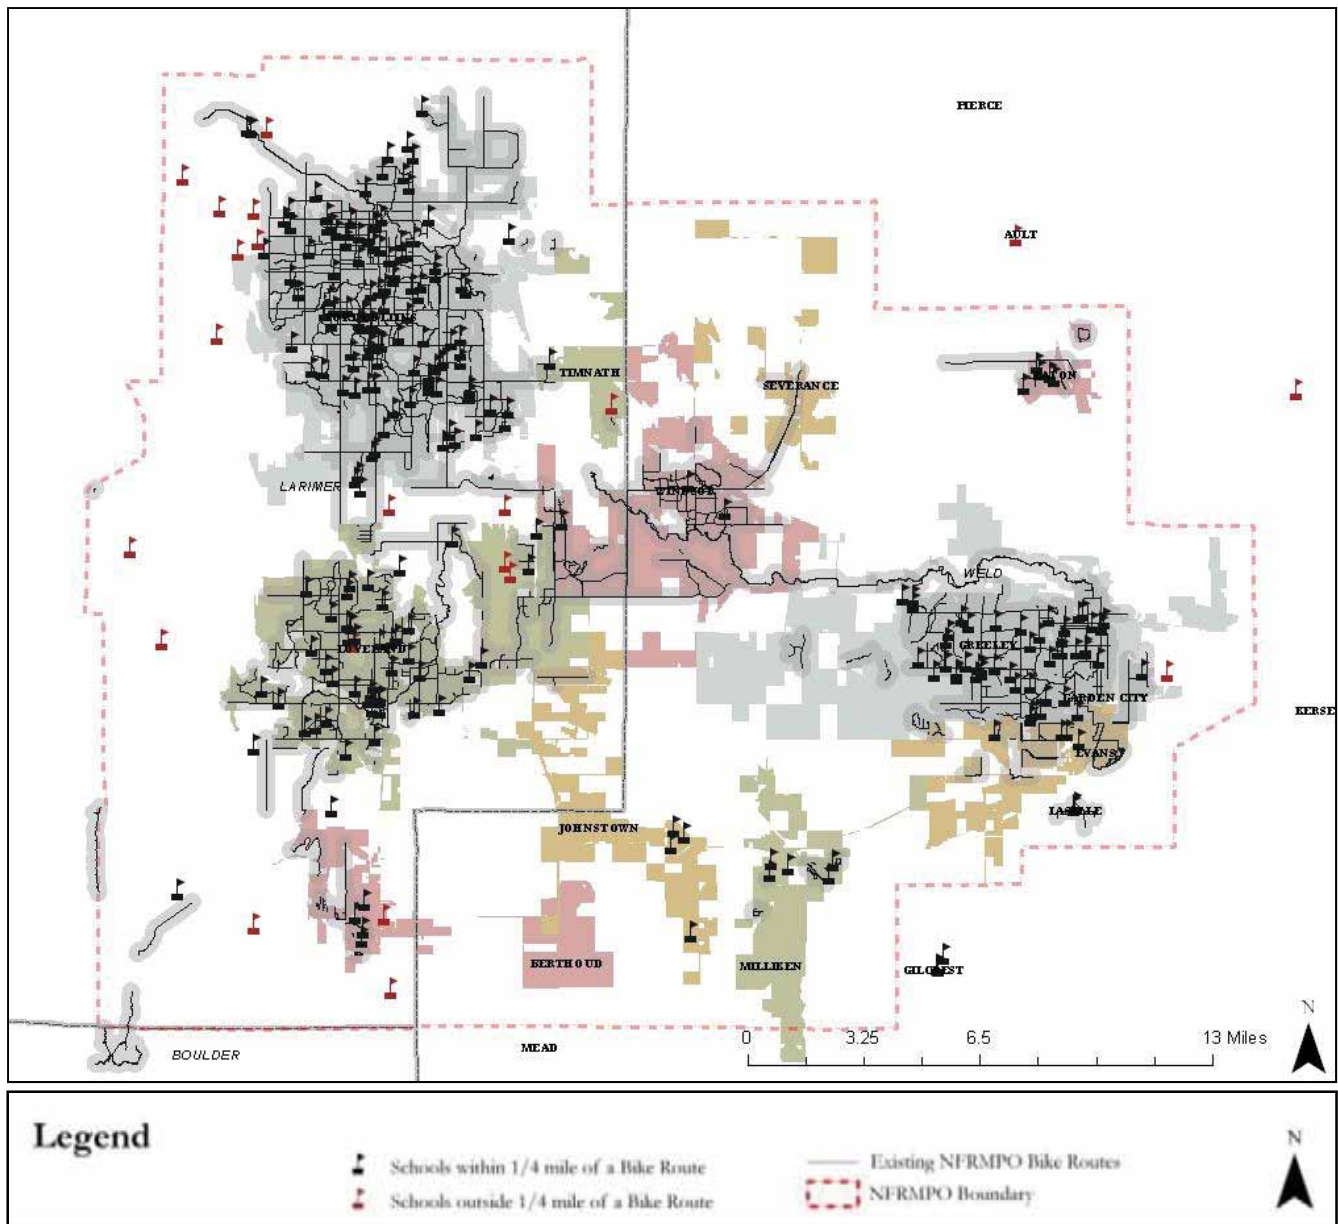 PIERCE
AULT
TIMNATH
SEVERANCE
LARIMER
WELD
GREELEY
GARDEN CITY
KERSE
EVANS
JOHNSTOWN
BERTHOUD
MILLIKEN
BOULDER
MEAD
0 3.25 6.5 13 Miles
N
Legend
N
Schools within 1/4 mile of a Bike Route
Existing NFRMPO Bike Routes
Schools outside 1/4 mile of a Bike Route
NFRMPO Boundary